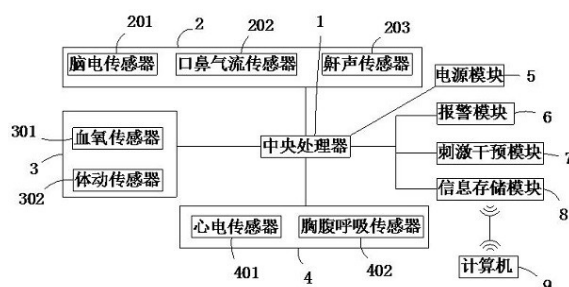 201 2 202 1 203
脑电传感器 口鼻气流传感器 鼾声传感器
电源模块 5
报警模块 6
301 血氧传感器
中央处理器
刺激干预模块 7
3
302 体动传感器
信息存储模块 8
心电传感器 胸腹呼吸传感器
401 4 402
计算机
9